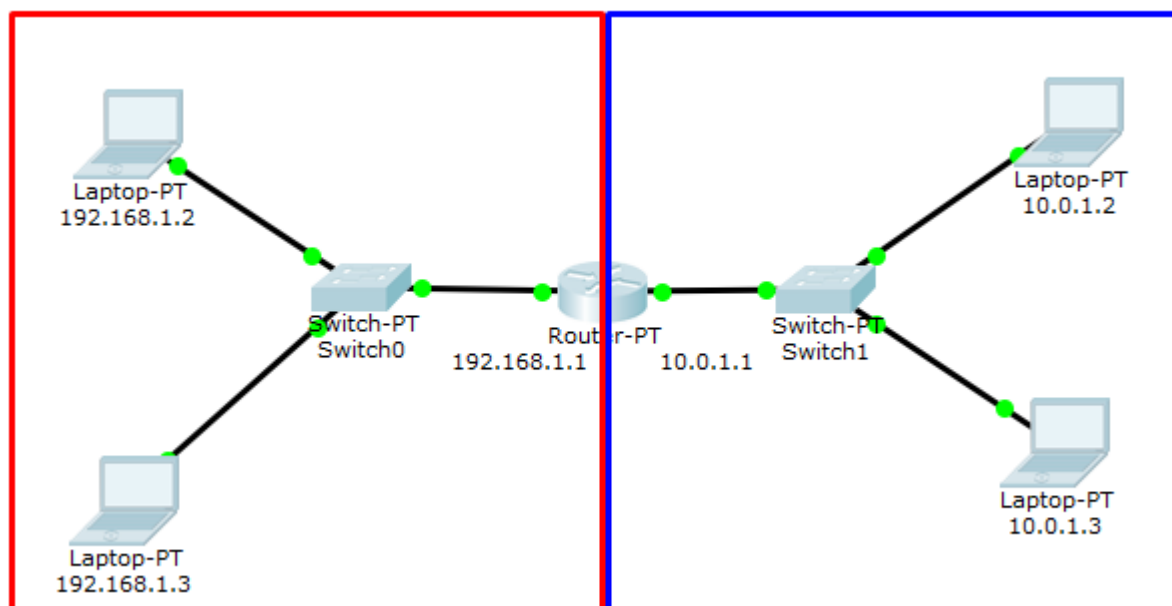 Laptop-PT
192.168.1.2
Laptop-PT
10.0.1.2
Switch-PT
Switch0
Router-PT
192.168.1.1
10.0.1.1
Switch-PT
Switch1
Laptop-PT
192.168.1.3
Laptop-PT
10.0.1.3